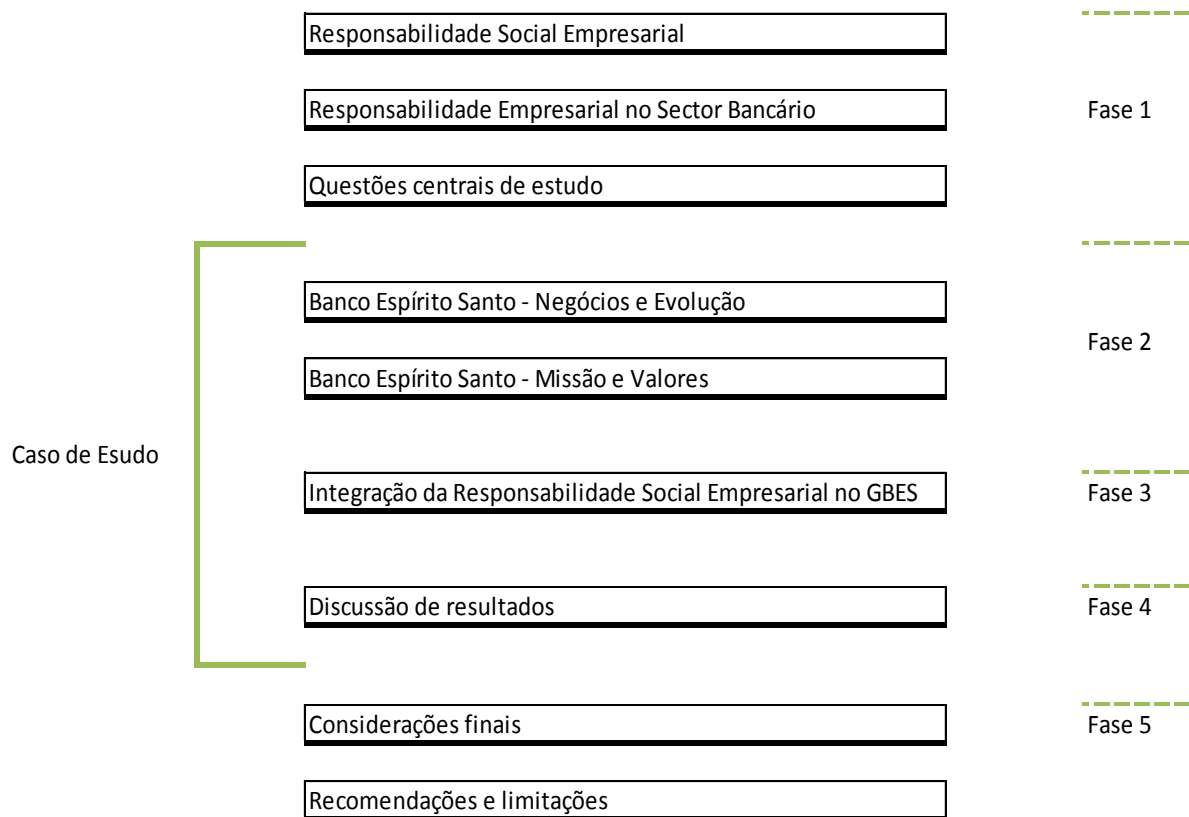 Responsabilidade Social Empresarial
Responsabilidade Empresarial no Sector Bancário
Fase 1
Questões centrais de estudo
Banco Espírito Santo - Negócios e Evolução
Fase 2
Banco Espírito Santo - Missão e Valores
Caso de Esudo
Integração da Responsabilidade Social Empresarial no GBES
Fase 3
Discussão de resultados
Fase 4
Considerações finais
Fase 5
Recomendações e limitações